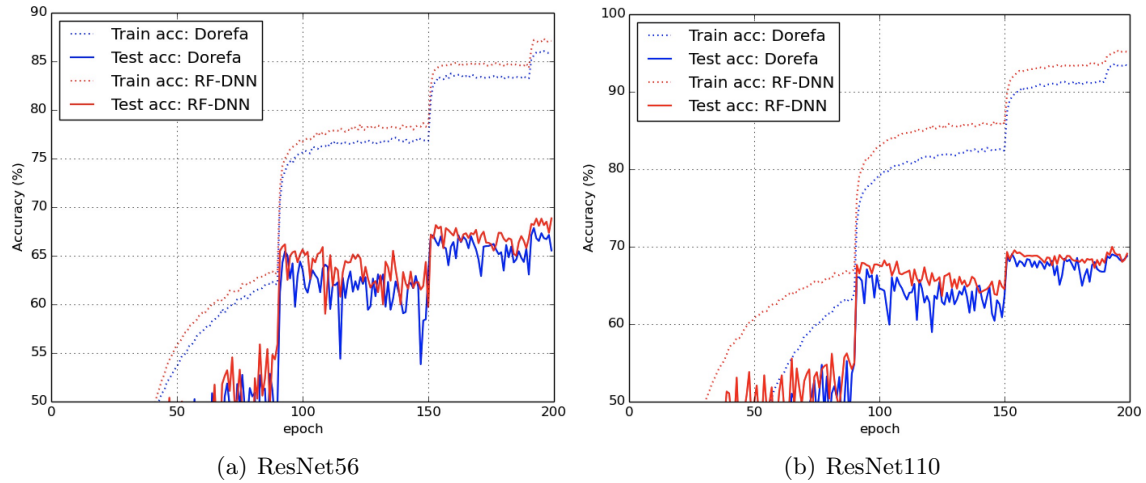 90
85
80
75
70
65
60
55
50
Accuracy (%)
Train acc: Dorefa
Test acc: Dorefa
Train acc: RF-DNN
Test acc: RF-DNN
0
50
100
150
200
epoch
(a) ResNet56
100
90
80
70
60
50
Accuracy (%)
Train acc: Dorefa
Test acc: Dorefa
Train acc: RF-DNN
Test acc: RF-DNN
0
50
100
150
200
epoch
(b) ResNet110